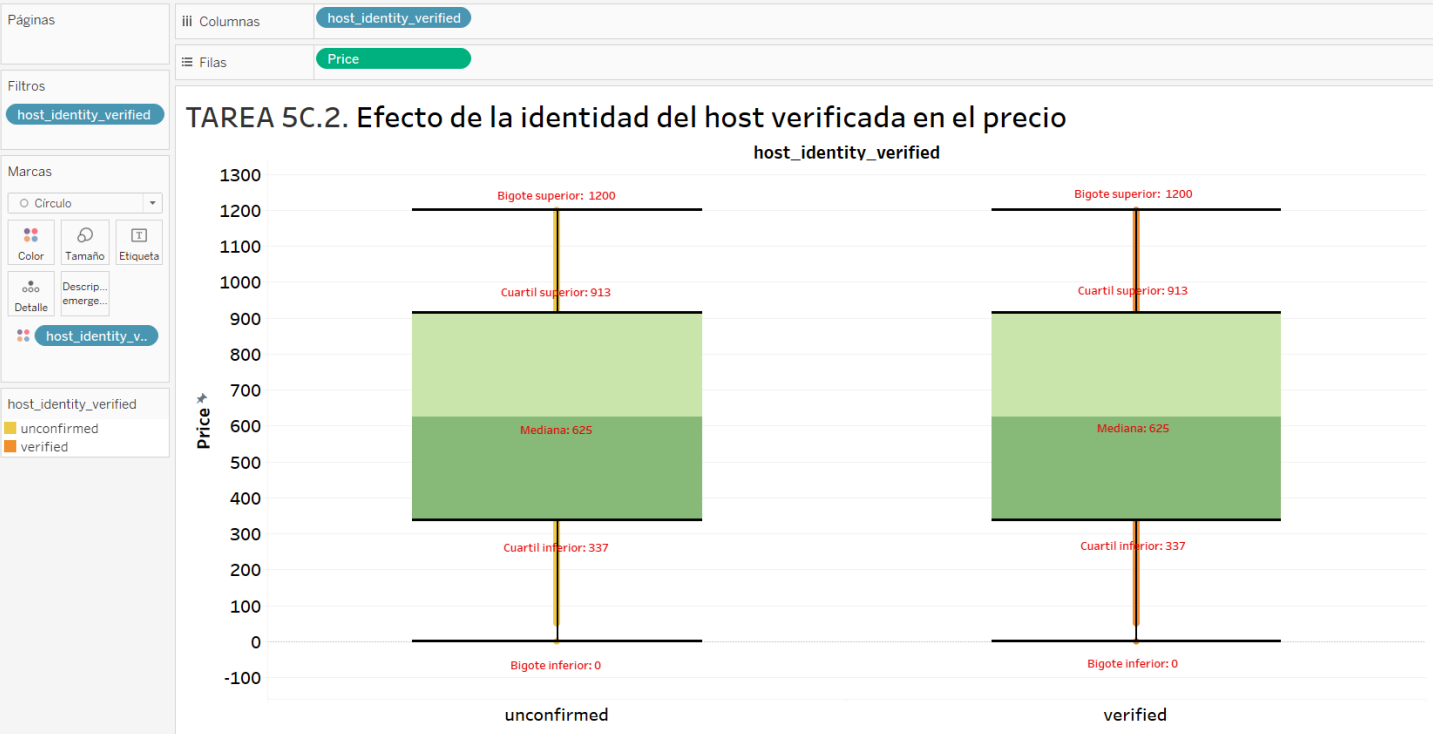 Páginas
iii Columnas
host_identity_verified
Filas
Price
Filtros
host_identity_verified
Marcas
Círculo
Color
Tamaño
Etiqueta
Detalle
Descrip...
emerge...
host_identity_v..
host_identity_verified
unconfirmed
verified
TAREA 5C.2. Efecto de la identidad del host verificada en el precio
host_identity_verified
Price
1300
1200
1100
1000
900
800
700
600
500
400
300
200
100
0
-100
Bigote superior: 1200
Cuartil superior: 913
Mediana: 625
Cuartil inferior: 337
Bigote inferior: 0
Bigote superior: 1200
Cuartil superior: 913
Mediana: 625
Cuartil inferior: 337
Bigote inferior: 0
unconfirmed
verified